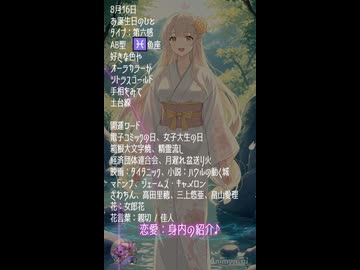 8月16日
お誕生日のひと
タイプ：第六感
AB型 ♓魚座
好きな色や
オーラカラーが
シトラスゴールド
手相をみて
土台線
開運ワード
電子コミックの日、女子大生の日
箱根大文字焼、精霊流し
経済団体連合会、月遅れ盆送り火
映画：タイタニック、小説：ハウルの動く城
マドンナ、ジェームズ・キャメロン
さわちん、高田里穂、三上悠亜、畠山愛理
花：女郎花
花言葉：親切 / 佳人
恋愛：身内の紹介♪